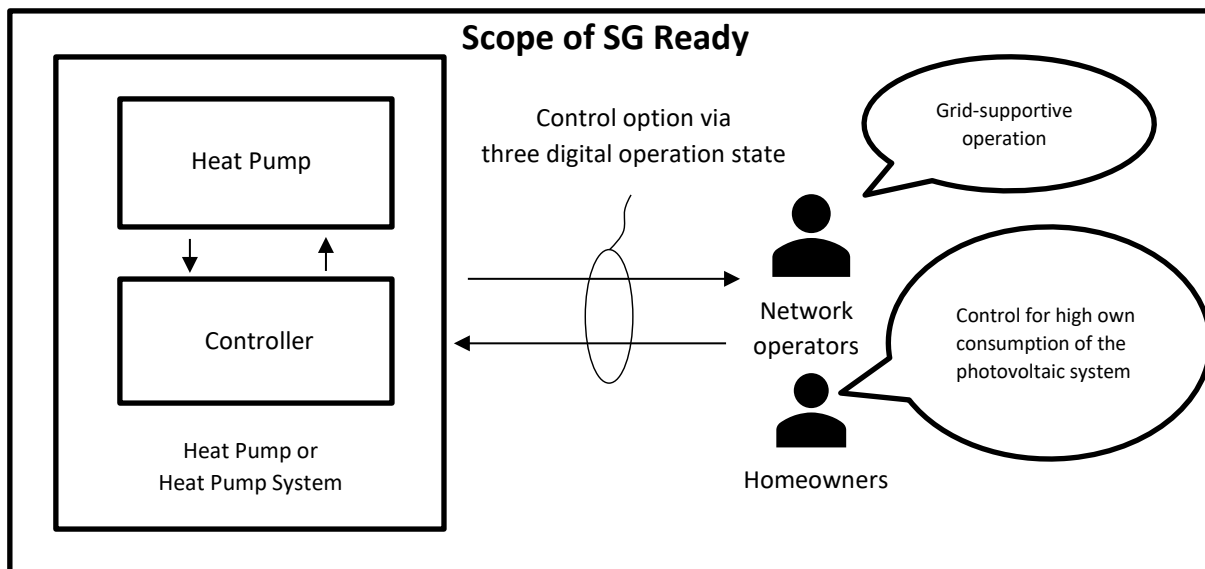 Scope of SG Ready
Heat Pump
Controller
Heat Pump or
Heat Pump System
Control option via
three digital operation state
Grid-supportive
operation
Network
operators
Control for high own
consumption of the
photovoltaic system
Homeowners